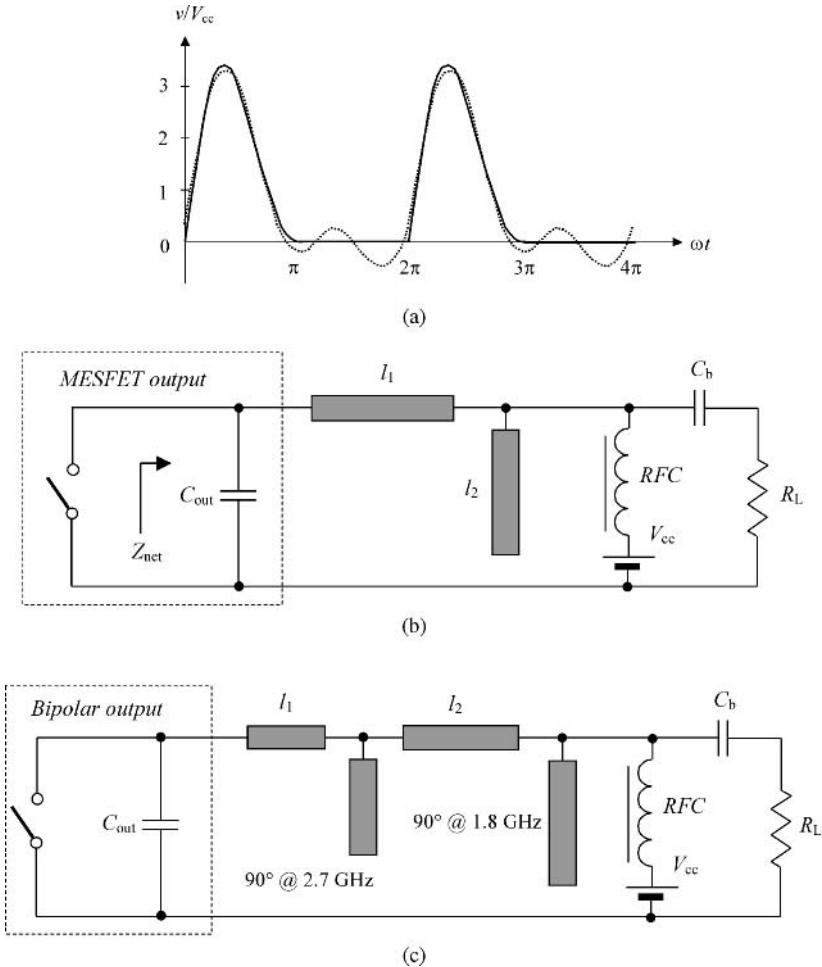 v/Vcc
3
2
1
0
π
2π
3π
4π
ωt
(a)
MESFET output
l1
Cb
Cout
l2
RFC
RL
Znet
Vcc
(b)
Bipolar output
l1
l2
Cb
Cout
90° @ 1.8 GHz
RFC
RL
90° @ 2.7 GHz
Vcc
(c)